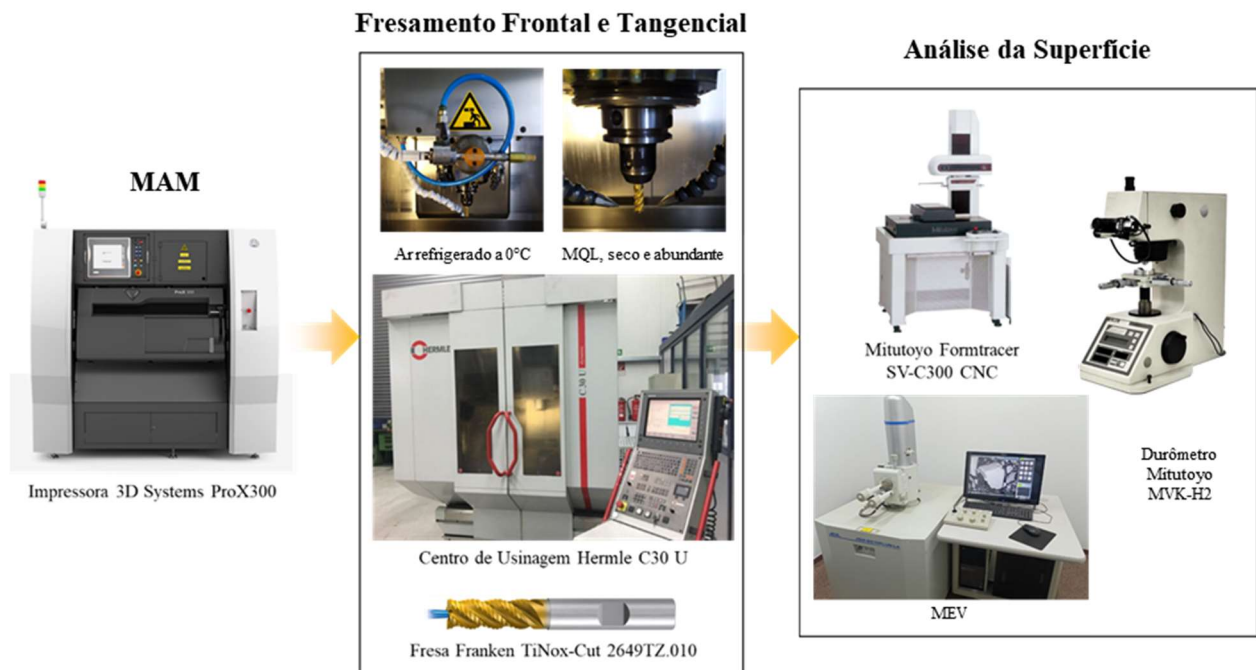 Fresamento Frontal e Tangencial
Análise da Superfície
MAM
Ar refrigerado a 0°C
MQL, seco e abundante
HERMLE
C 30 U
Mitutoyo
Mitutoyo Formtracer
SV-C300 CNC
Impressora 3D Systems ProX300
Centro de Usinagem Hermle C30 U
Durômetro
Mitutoyo
MVK-H2
MEV
Fresa Franken TiNox-Cut 2649TZ.010